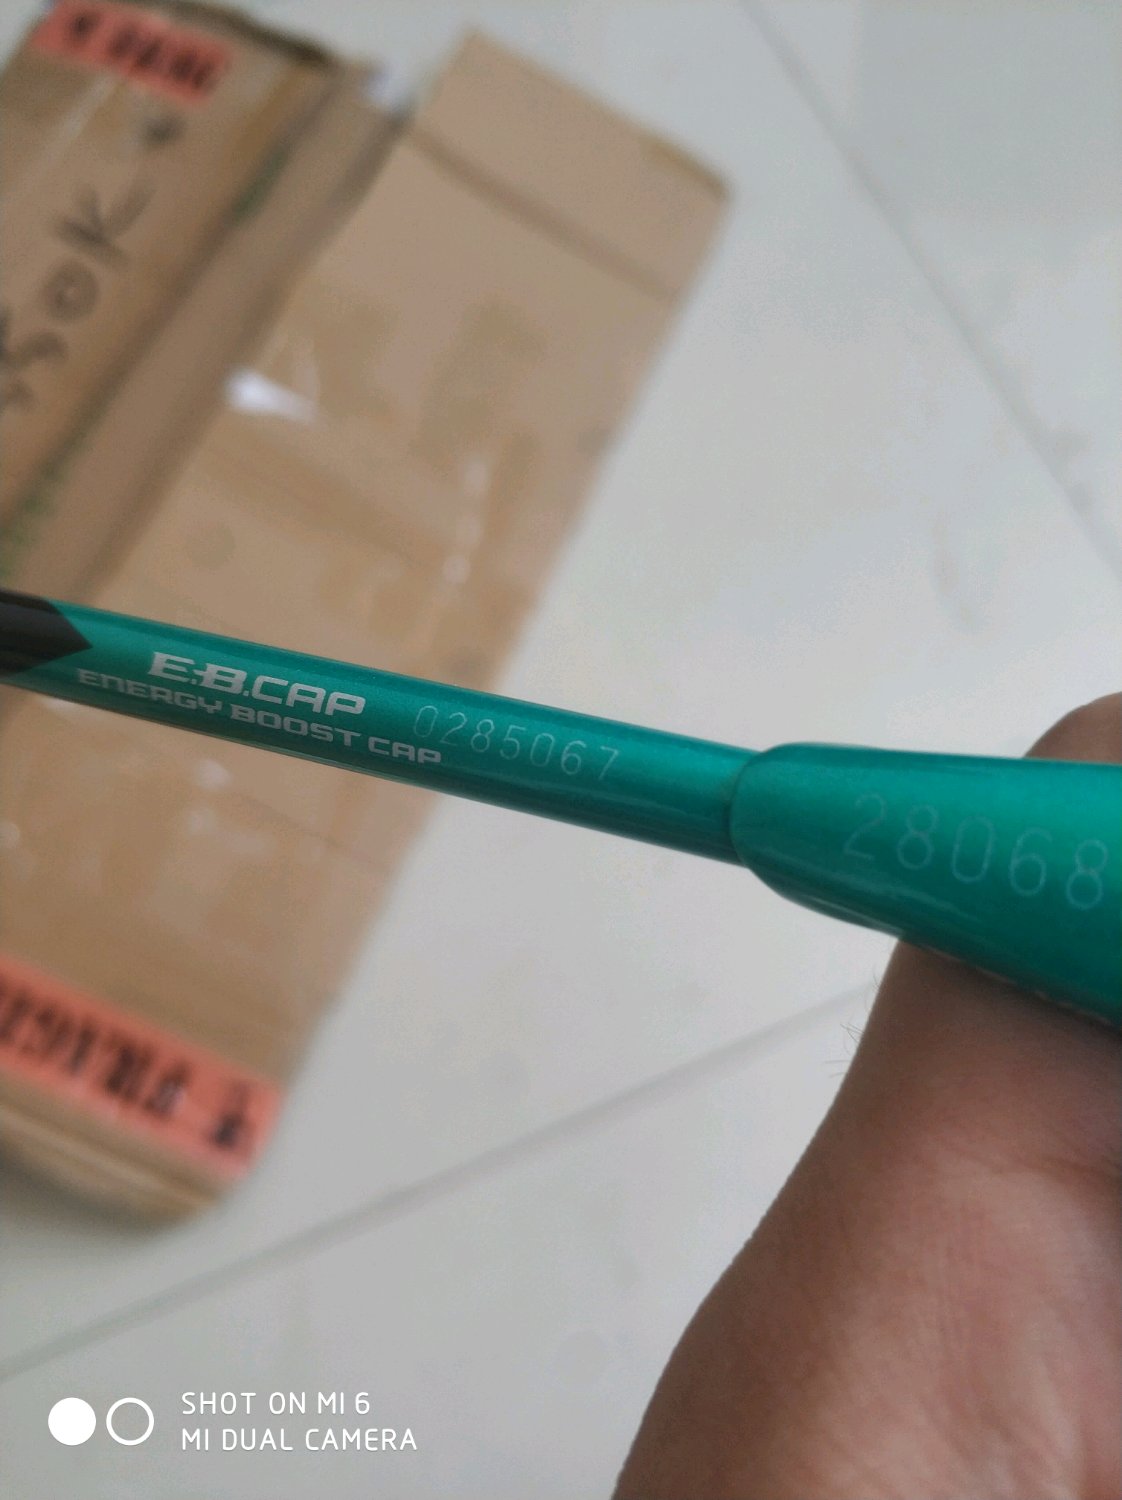 E.B.CAP
ENERGY BOOST CAP
0285067
28068
SHOT ON MI 6
MI DUAL CAMERA